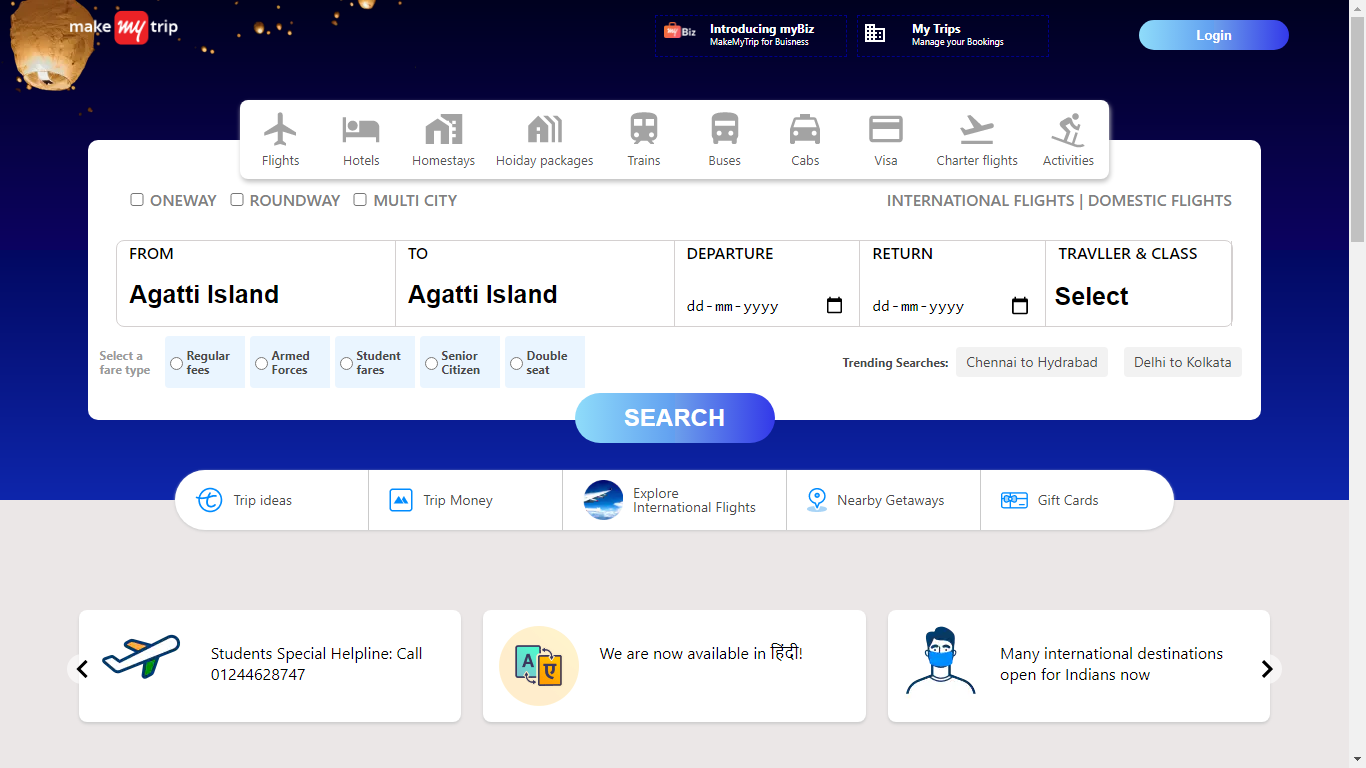 make my trip
Biz
Introducing myBiz
MakeMyTrip for Buisness
My Trips
Manage your Bookings
Login
Flights
Hotels
Homestays
Hoiday packages
Trains
Buses
Cabs
Visa
Charter flights
Activities
ONEWAY
ROUNDWAY
MULTI CITY
INTERNATIONAL FLIGHTS | DOMESTIC FLIGHTS
FROM
Agatti Island
TO
Agatti Island
DEPARTURE
dd-mm-yyyy
RETURN
dd-mm-yyyy
TRAVLLER & CLASS
Select
Select a
fare type
Regular
fees
Armed
Forces
Student
fares
Senior
Citizen
Double
seat
Trending Searches:
Chennai to Hydrabad
Delhi to Kolkata
SEARCH
Trip ideas
Trip Money
Explore
International Flights
Nearby Getaways
Gift Cards
Students Special Helpline: Call
01244628747
A
ए
We are now available in हिंदी!
Many international destinations
open for Indians now